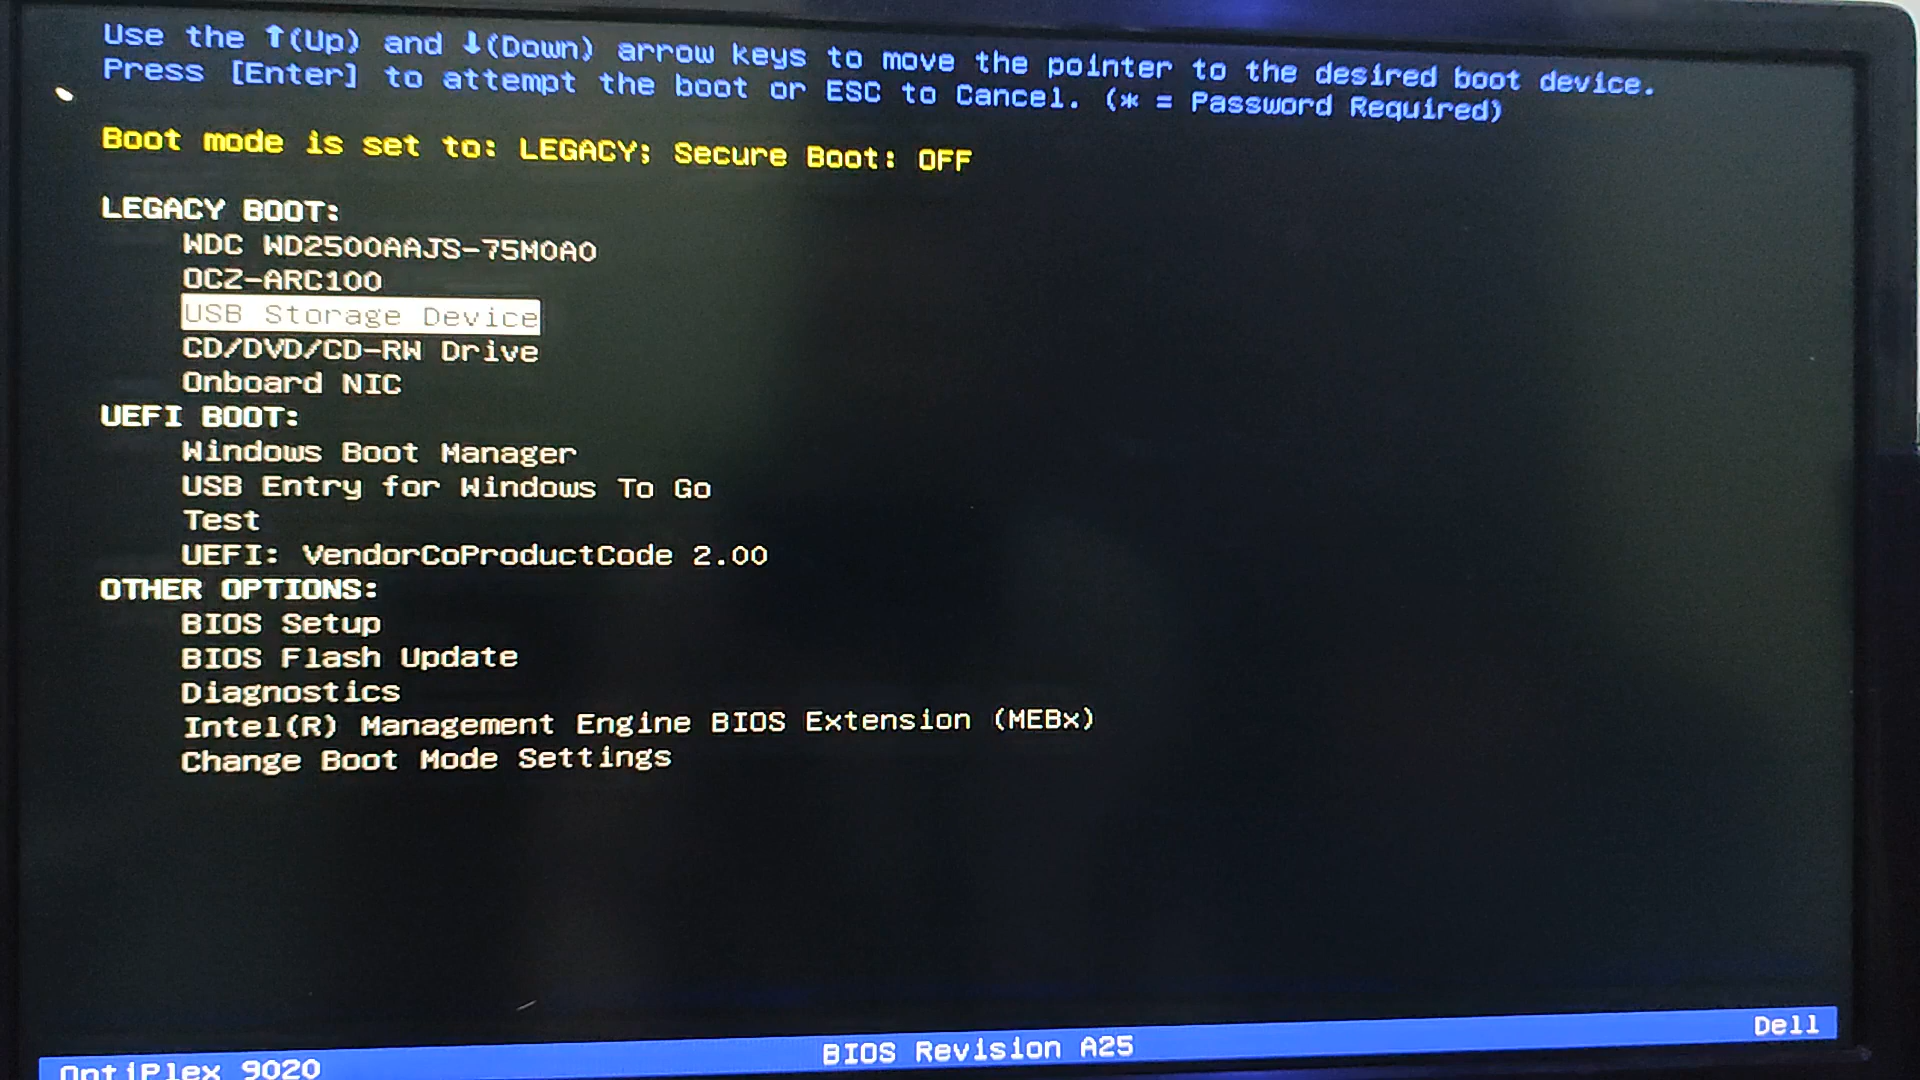 Use the ↑(Up) and ↓(Down) arrow keys to move the pointer to the desired boot device.
Press [Enter] to attempt the boot or ESC to Cancel. (* = Password Required)
Boot mode is set to: LEGACY; Secure Boot: OFF
LEGACY BOOT:
WDC WD2500AAJS-75M0A0
OCZ-ARC100
USB Storage Device
CD/DVD/CD-RW Drive
Onboard NIC
UEFI BOOT:
Windows Boot Manager
USB Entry for Windows To Go
Test
UEFI: VendorCoProductCode 2.00
OTHER OPTIONS:
BIOS Setup
BIOS Flash Update
Diagnostics
Intel(R) Management Engine BIOS Extension (MEBx)
Change Boot Mode Settings
OptiPlex 9020 BIOS Revision A25 Dell